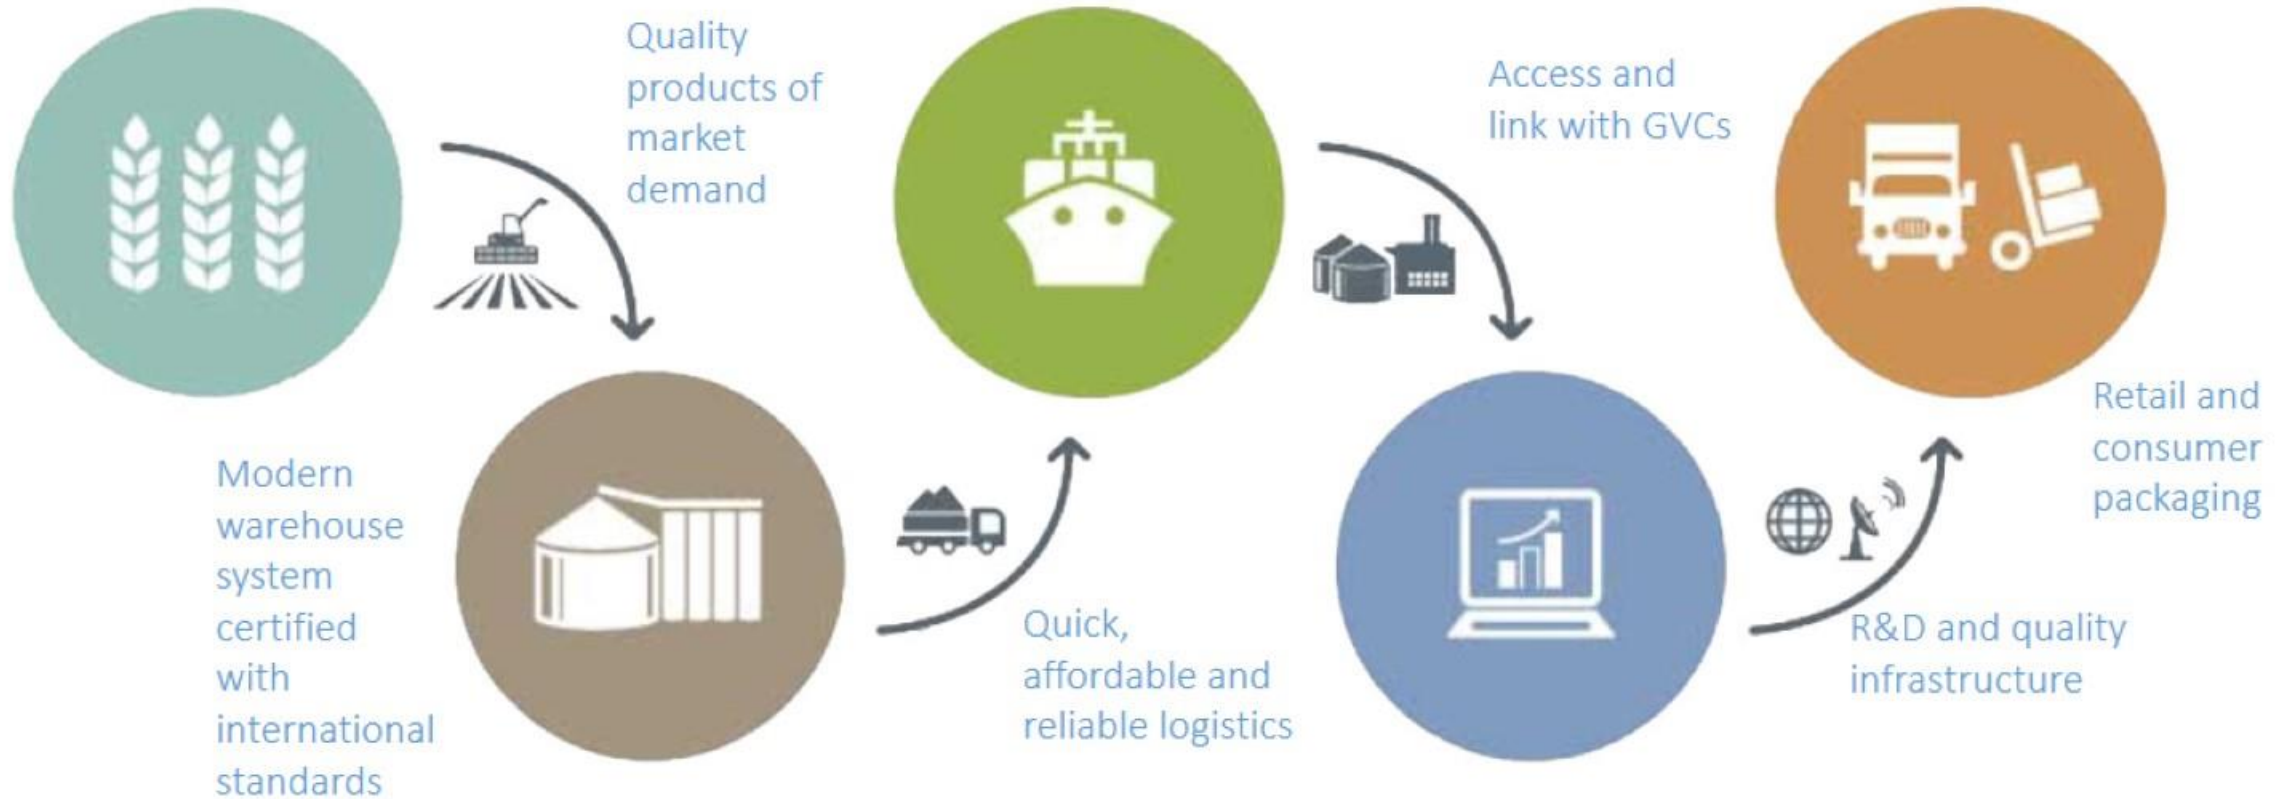 Quality
products of
market
demand
Modern
warehouse
system
certified
with
international
standards
Quick,
affordable and
reliable logistics
Access and
link with GVCs
R&D and quality
infrastructure
Retail and
consumer
packaging